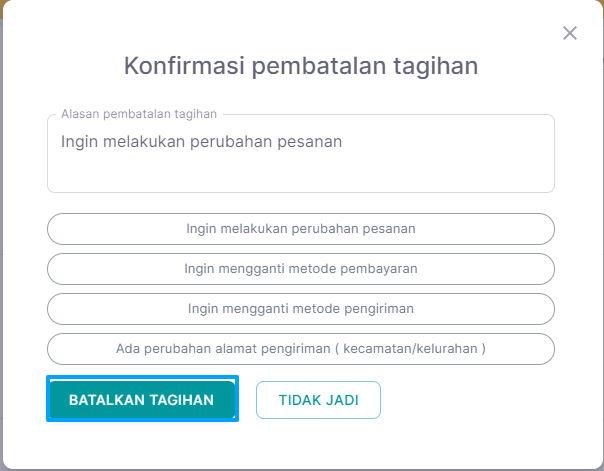 Konfirmasi pembatalan tagihan
Alasan pembatalan tagihan
Ingin melakukan perubahan pesanan
Ingin melakukan perubahan pesanan
Ingin mengganti metode pembayaran
Ingin mengganti metode pengiriman
Ada perubahan alamat pengiriman ( kecamatan/kelurahan )
BATALKAN TAGIHAN
TIDAK JADI